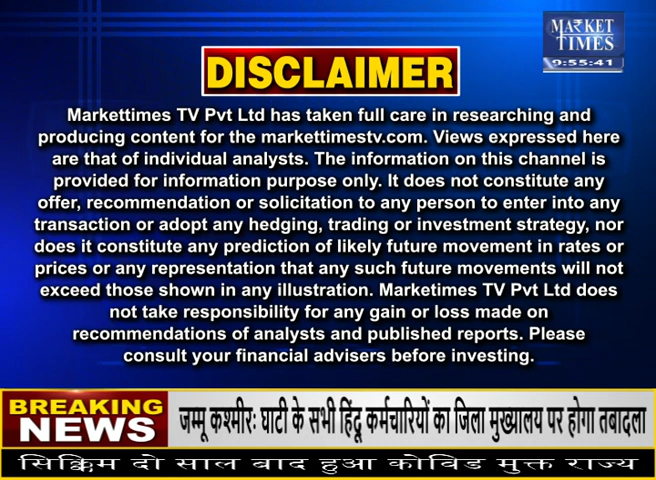 MARKET
TIMES
9:55:41
DISCLAIMER
Markettimes TV Pvt Ltd has taken full care in researching and
producing content for the markettimestv.com. Views expressed here
are that of individual analysts. The information on this channel is
provided for information purpose only. It does not constitute any
offer, recommendation or solicitation to any person to enter into any
transaction or adopt any hedging, trading or investment strategy, nor
does it constitute any prediction of likely future movement in rates or
prices or any representation that any such future movements will not
exceed those shown in any illustration. Marketimes TV Pvt Ltd does
not take responsibility for any gain or loss made on
recommendations of analysts and published reports. Please
consult your financial advisers before investing.
BREAKING
NEWS
जम्मू कश्मीरः घाटी के सभी हिंदू कर्मचारियों का जिला मुख्यालय पर होगा तबादला
सिक्किम दो साल बाद हुआ कोविड मुक्त राज्य